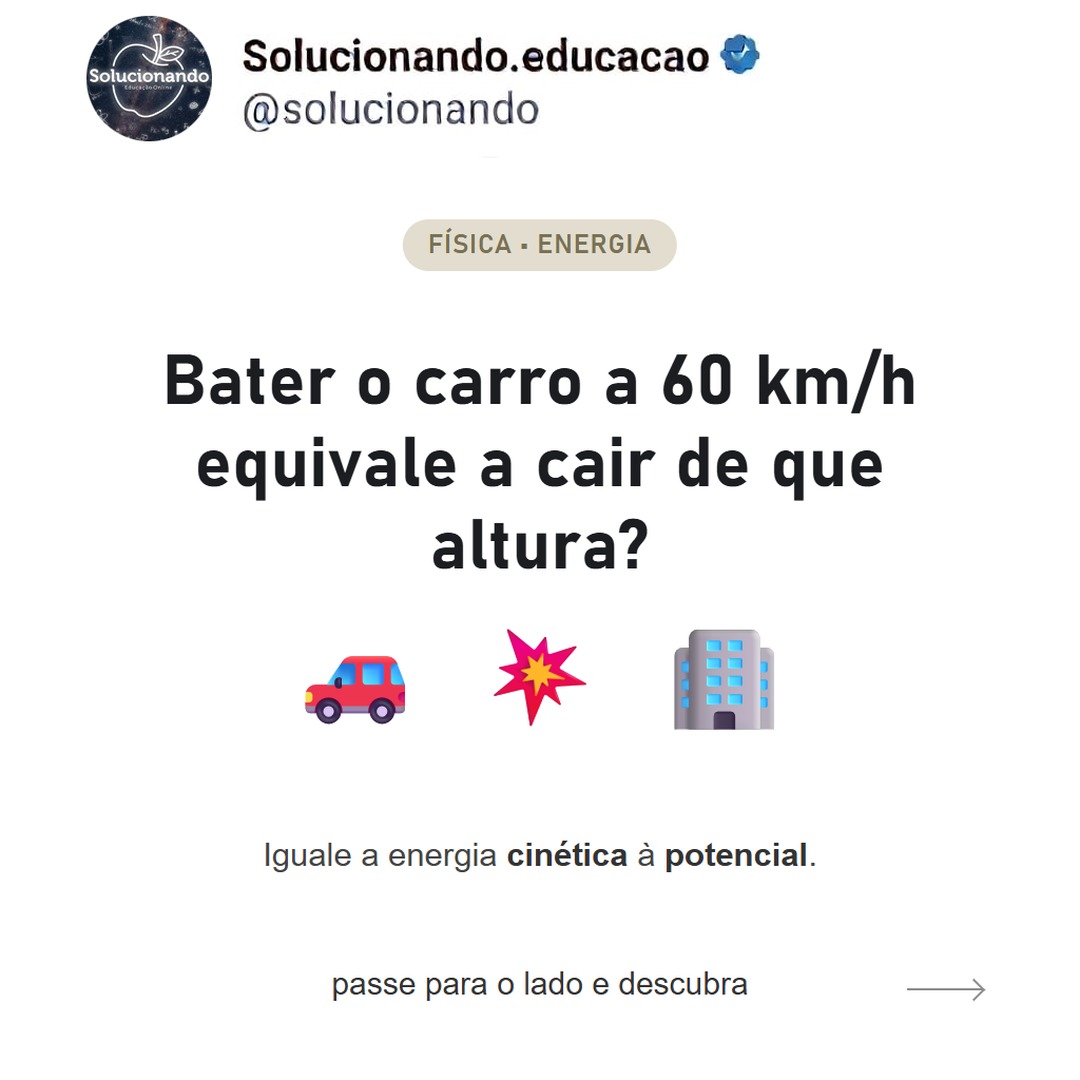 Solucionando
Educação Online
Solucionando.educacao
@solucionando
FÍSICA · ENERGIA
Bater o carro a 60 km/h
equivale a cair de que
altura?
Iguale a energia cinética à potencial.
passe para o lado e descubra